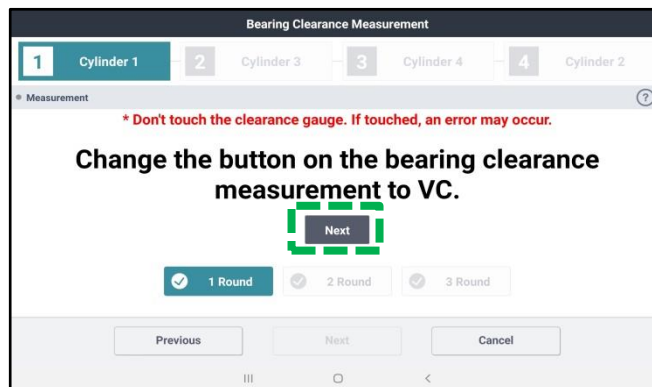 Bearing Clearance Measurement
1 Cylinder 1 2 Cylinder 3 3 Cylinder 4 4 Cylinder 2
Measurement ?
* Don't touch the clearance gauge. If touched, an error may occur.
Change the button on the bearing clearance
measurement to VC.
Next
1 Round 2 Round 3 Round
Previous Next Cancel